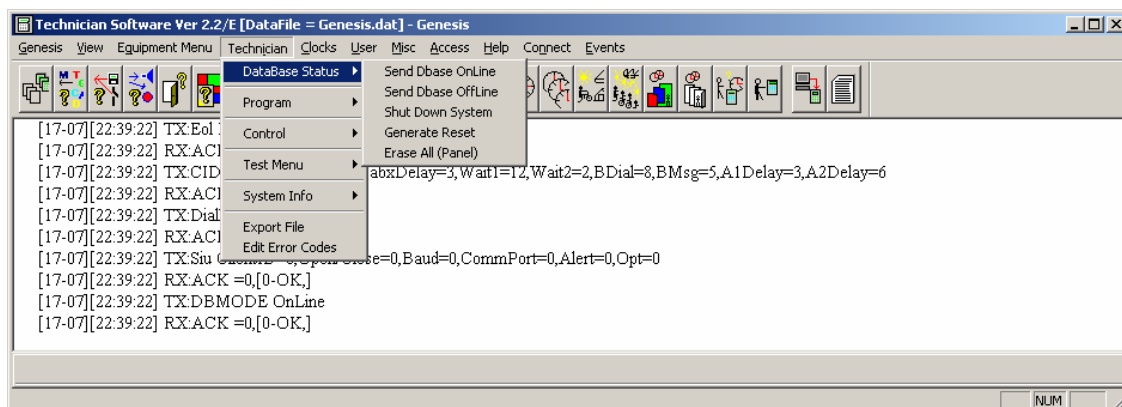 Technician Software Ver 2.2/E [DataFile = Genesis.dat] - Genesis
Genesis View Equipment Menu Technician Clocks User Misc Access Help Connect Events
DataBase Status
Program
Control
Test Menu
System Info
Export File
Edit Error Codes
Send Dbase OnLine
Send Dbase OffLine
Shut Down System
Generate Reset
Erase All (Panel)
[17-07][22:39:22] TX:Eol
[17-07][22:39:22] RX:ACK
[17-07][22:39:22] TX:CID abxDelay=3,Wait1=12,Wait2=2,BDial=8,BMsg=5,A1Delay=3,A2Delay=6
[17-07][22:39:22] RX:ACK
[17-07][22:39:22] TX:Dial
[17-07][22:39:22] RX:ACK
[17-07][22:39:22] TX:Siu =0,Baud=0,CommPort=0,Alert=0,Opt=0
[17-07][22:39:22] RX:ACK =0,[0-OK,]
[17-07][22:39:22] TX:DBMODE OnLine
[17-07][22:39:22] RX:ACK =0,[0-OK,]
NUM